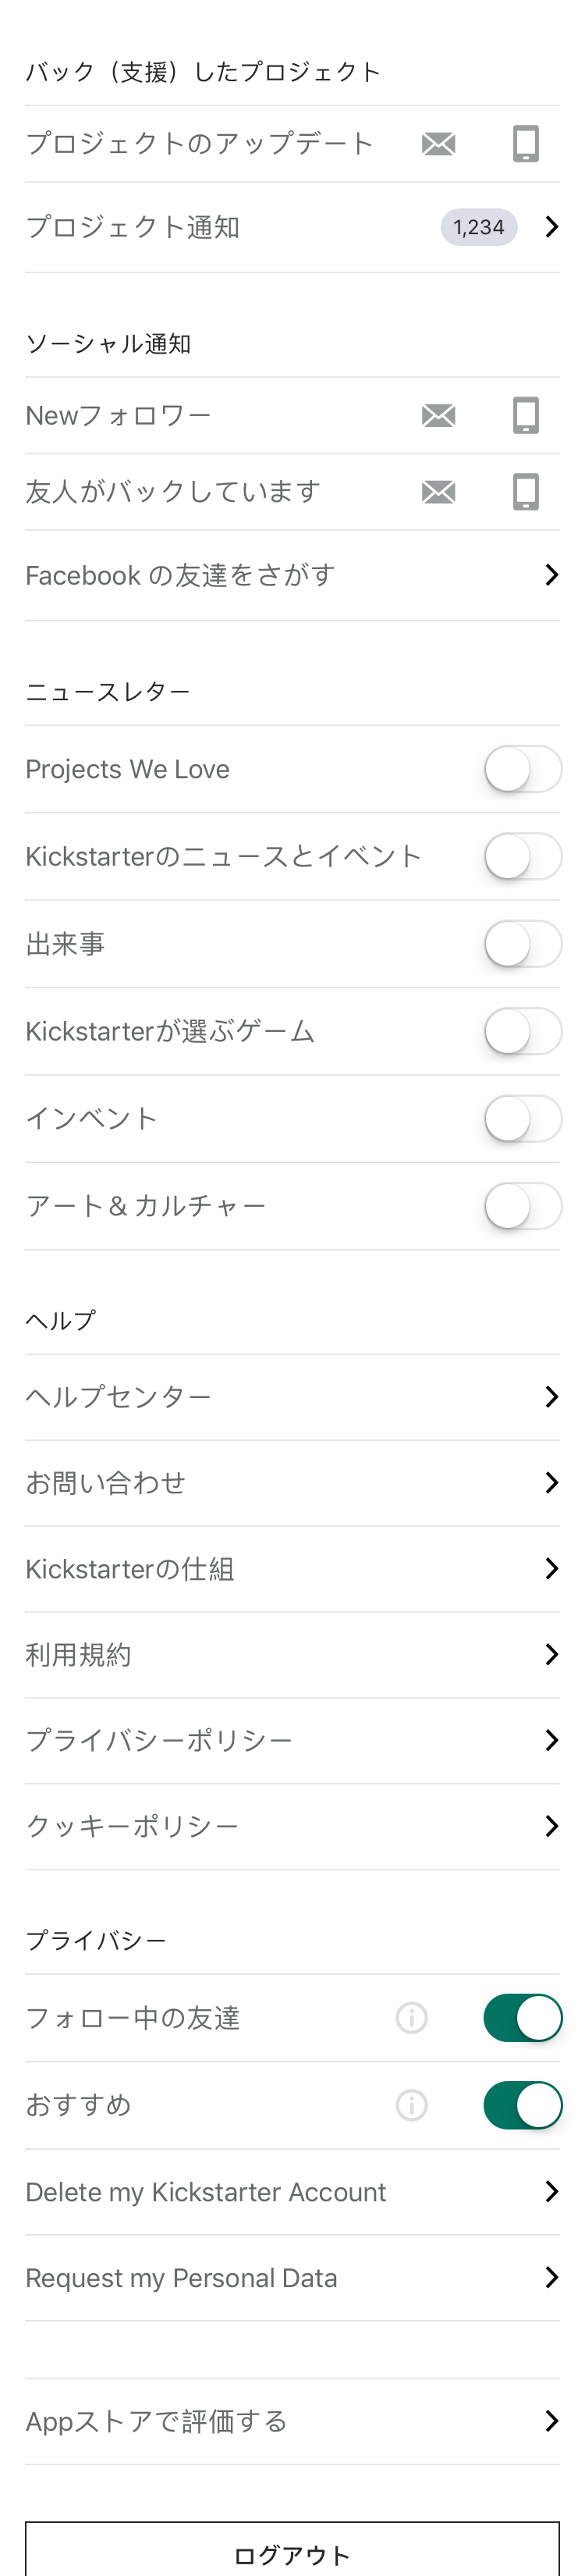 バック（支援）したプロジェクト
プロジェクトのアップデート
プロジェクト通知 1,234
ソーシャル通知
Newフォロワー
友人がバックしています
Facebook の友達をさがす
ニュースレター
Projects We Love
Kickstarterのニュースとイベント
出来事
Kickstarterが選ぶゲーム
インベント
アート& カルチャー
ヘルプ
ヘルプセンター
お問い合わせ
Kickstarterの仕組
利用規約
プライバシーポリシー
クッキーポリシー
プライバシー
フォロー中の友達
おすすめ
Delete my Kickstarter Account
Request my Personal Data
Appストアで評価する
ログアウト